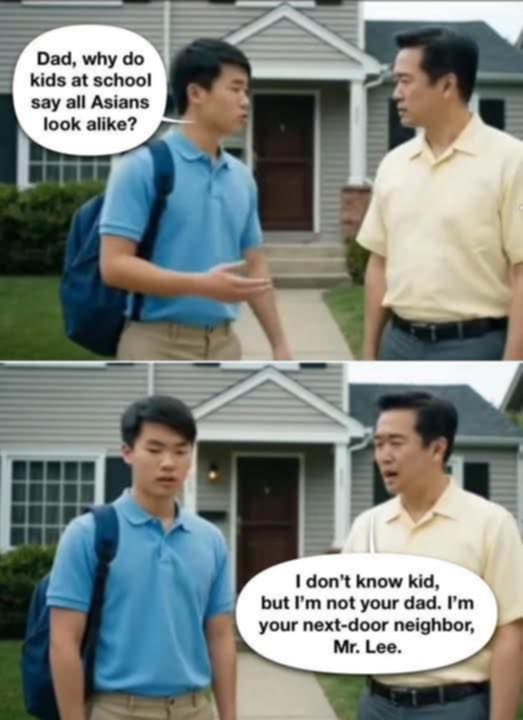 Dad, why do
kids at school
say all Asians
look alike?
I don't know kid,
but I'm not your dad. I'm
your next-door neighbor,
Mr. Lee.